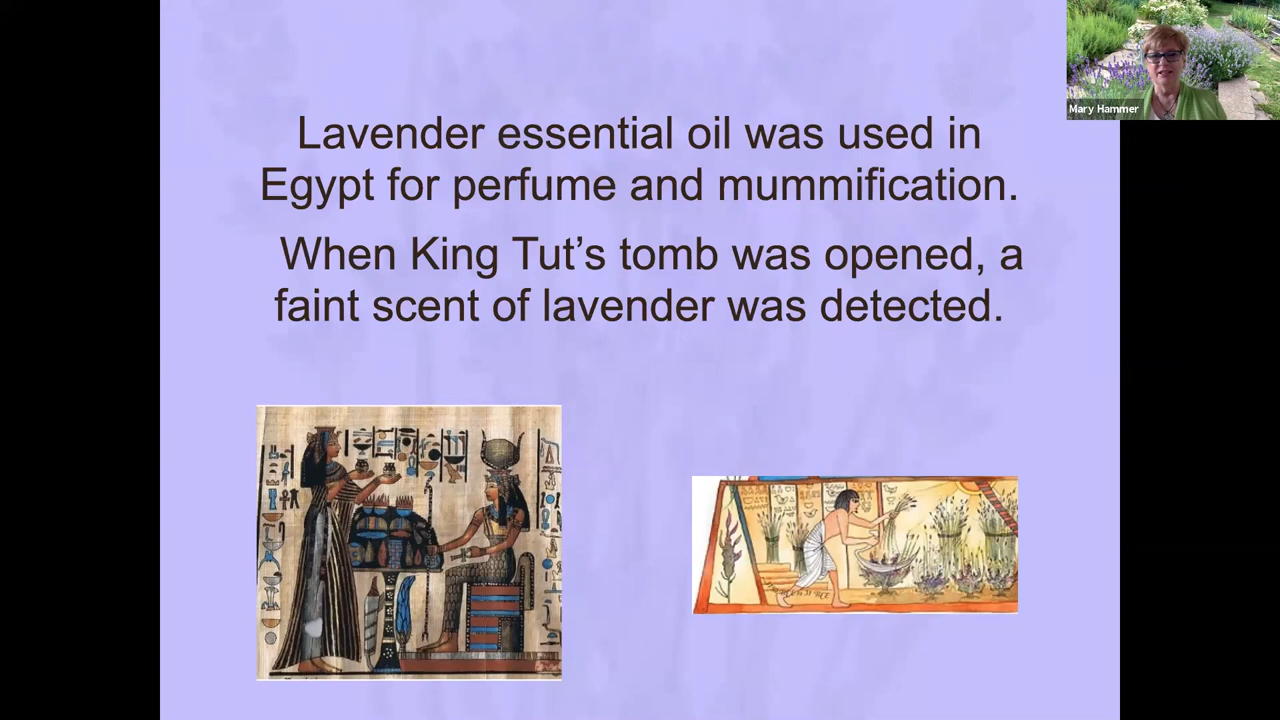 Lavender essential oil was used in
Egypt for perfume and mummification.
When King Tut’s tomb was opened, a
faint scent of lavender was detected.
Mary Hammer